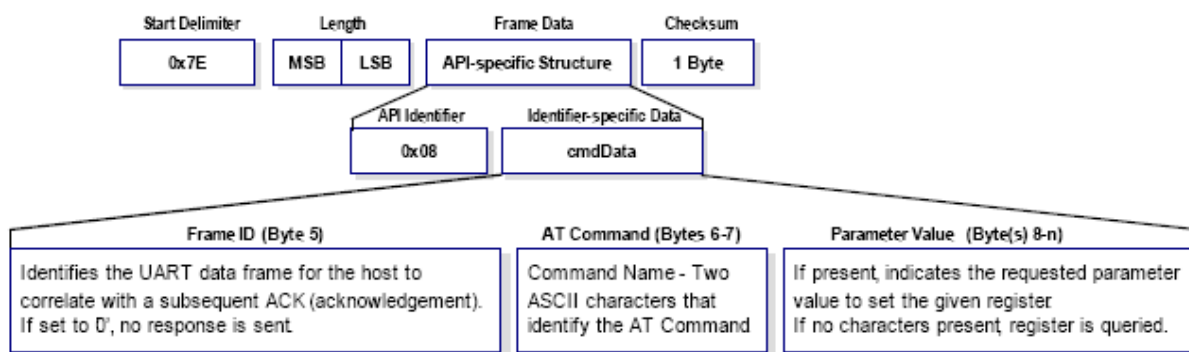 Start Delimiter Length Frame Data Checksum
0x7E MSB LSB API-specific Structure 1 Byte
API Identifier Identifier-specific Data
0x08 cmdData
Frame ID (Byte 5) AT Command (Bytes 6-7) Parameter Value (Byte(s) 8-n)
Identifies the UART data frame for the host to
correlate with a subsequent ACK (acknowledgement).
If set to 0', no response is sent.
Command Name - Two
ASCII characters that
identify the AT Command
If present, indicates the requested parameter
value to set the given register.
If no characters present, register is queried.